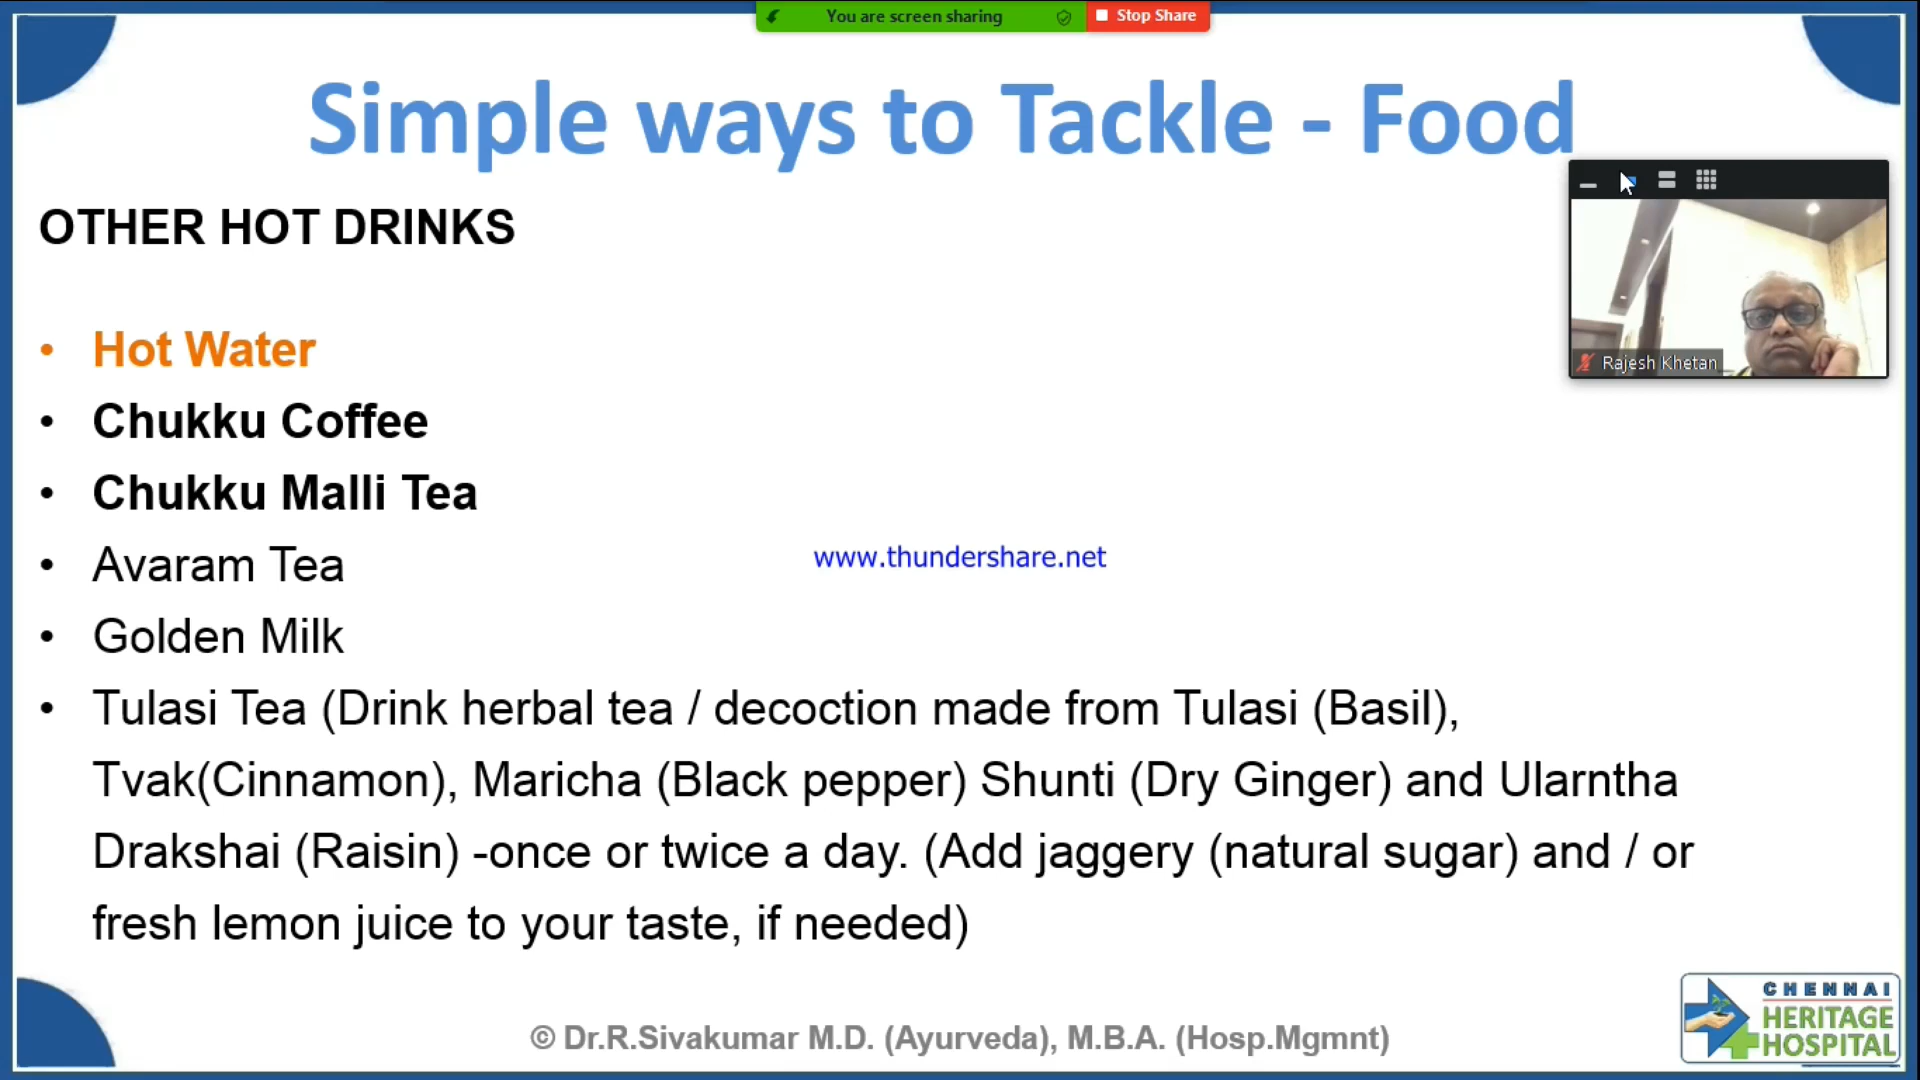 You are screen sharing
Stop Share
Simple ways to Tackle - Food
OTHER HOT DRINKS
• Hot Water
• Chukku Coffee
• Chukku Malli Tea
• Avaram Tea
• Golden Milk
• Tulasi Tea (Drink herbal tea / decoction made from Tulasi (Basil),
Tvak(Cinnamon), Maricha (Black pepper) Shunti (Dry Ginger) and Ularntha
Drakshai (Raisin) -once or twice a day. (Add jaggery (natural sugar) and / or
fresh lemon juice to your taste, if needed)
Rajesh Khetan
www.thundershare.net
© Dr.R.Sivakumar M.D. (Ayurveda), M.B.A. (Hosp.Mgmnt)
CHENNAI
HERITAGE
HOSPITAL